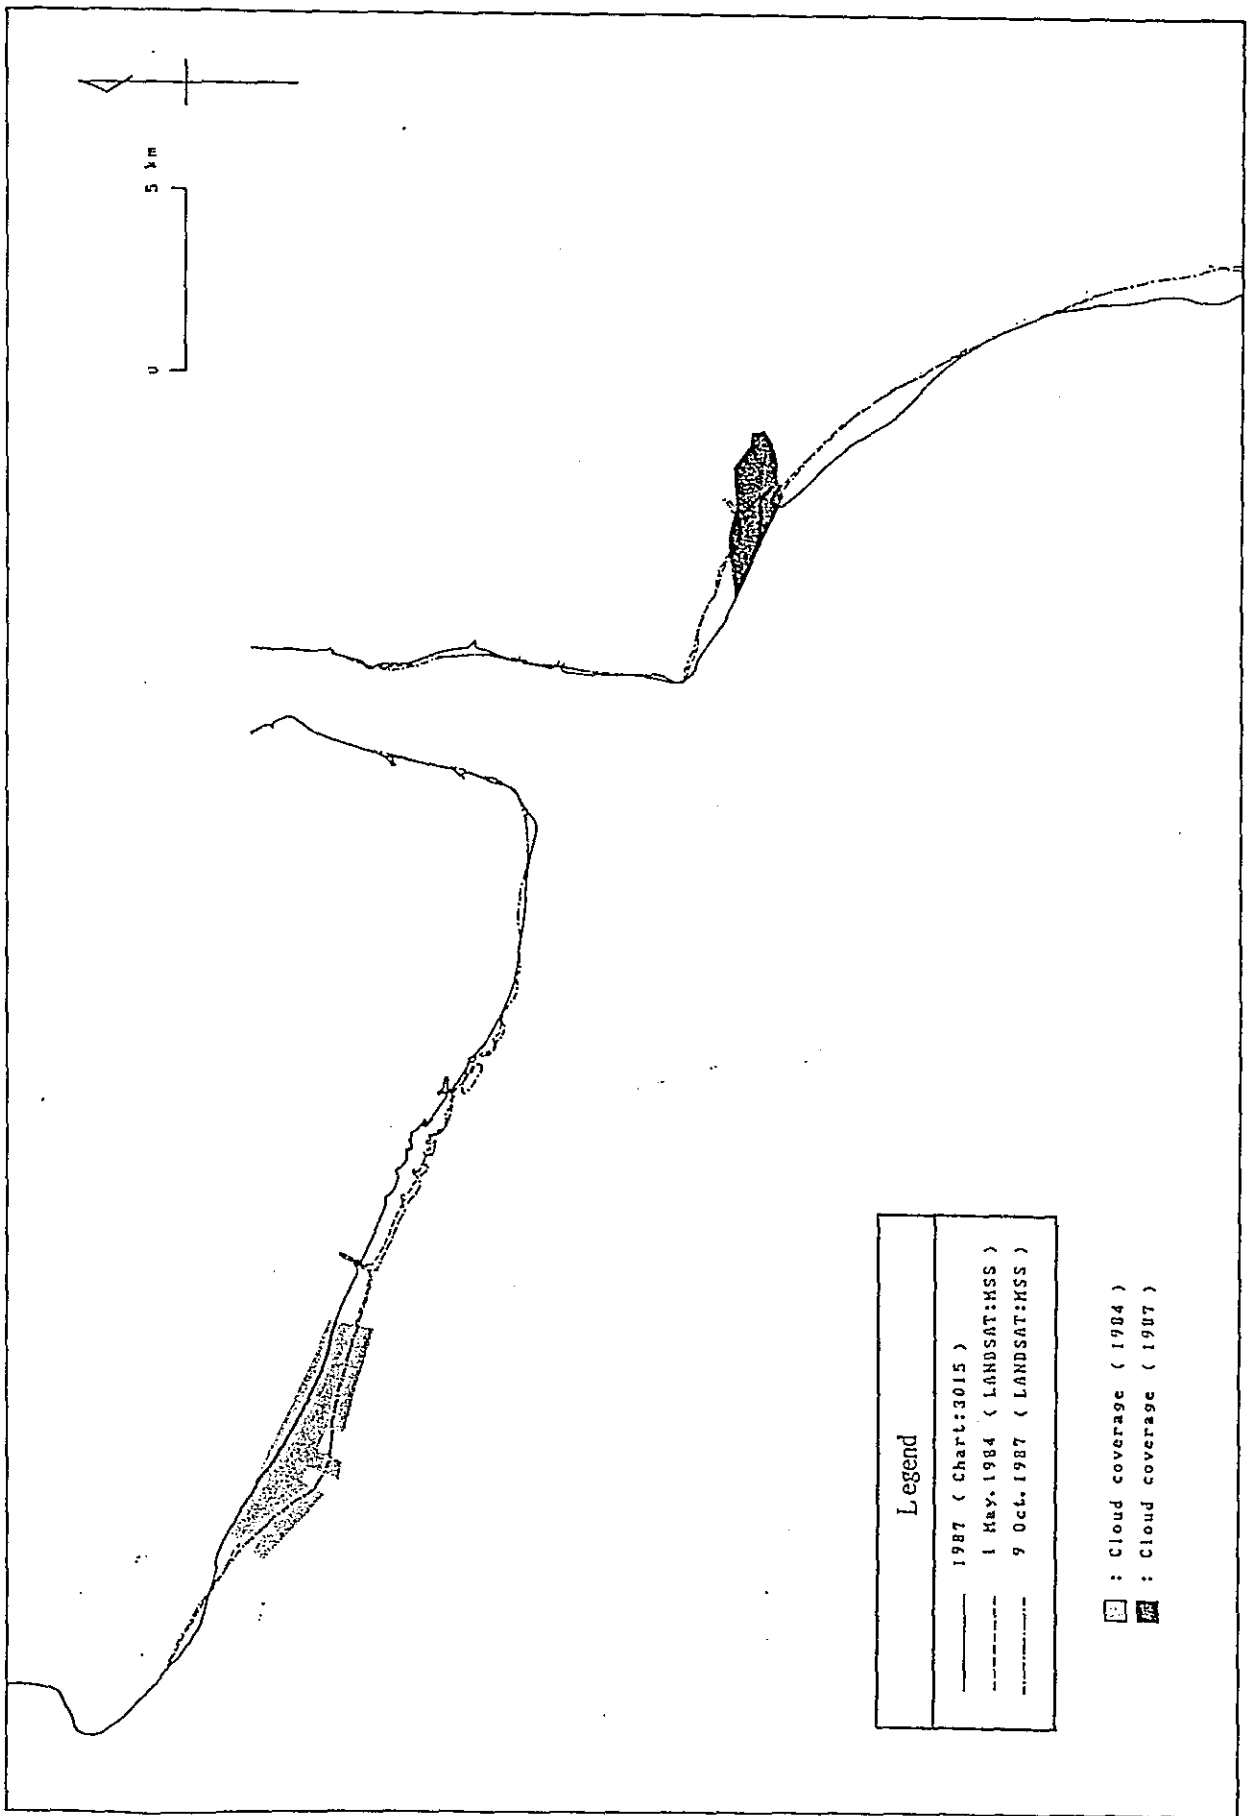 0 5 km
Legend
1987 ( Chart:3015 )
1 May.1984 ( LANDSAT:MSS )
9 Oct.1987 ( LANDSAT:MSS )
: Cloud coverage ( 1984 )
: Cloud coverage ( 1987 )